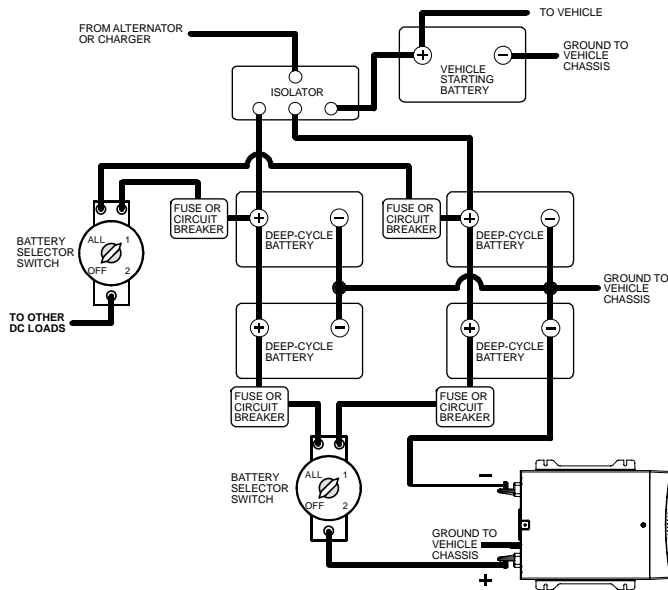 TO VEHICLE
FROM ALTERNATOR
OR CHARGER
GROUND TO
VEHICLE
CHASSIS
+
−
VEHICLE
STARTING
BATTERY
ISOLATOR
FUSE OR
CIRCUIT
BREAKER
+
−
DEEP-CYCLE
BATTERY
FUSE OR
CIRCUIT
BREAKER
+
−
DEEP-CYCLE
BATTERY
BATTERY
SELECTOR
SWITCH
ALL 1
OFF 2
TO OTHER
DC LOADS
GROUND TO
VEHICLE
CHASSIS
+
−
DEEP-CYCLE
BATTERY
+
−
DEEP-CYCLE
BATTERY
FUSE OR
CIRCUIT
BREAKER
FUSE OR
CIRCUIT
BREAKER
BATTERY
SELECTOR
SWITCH
ALL 1
OFF 2
−
GROUND TO
VEHICLE
CHASSIS
+